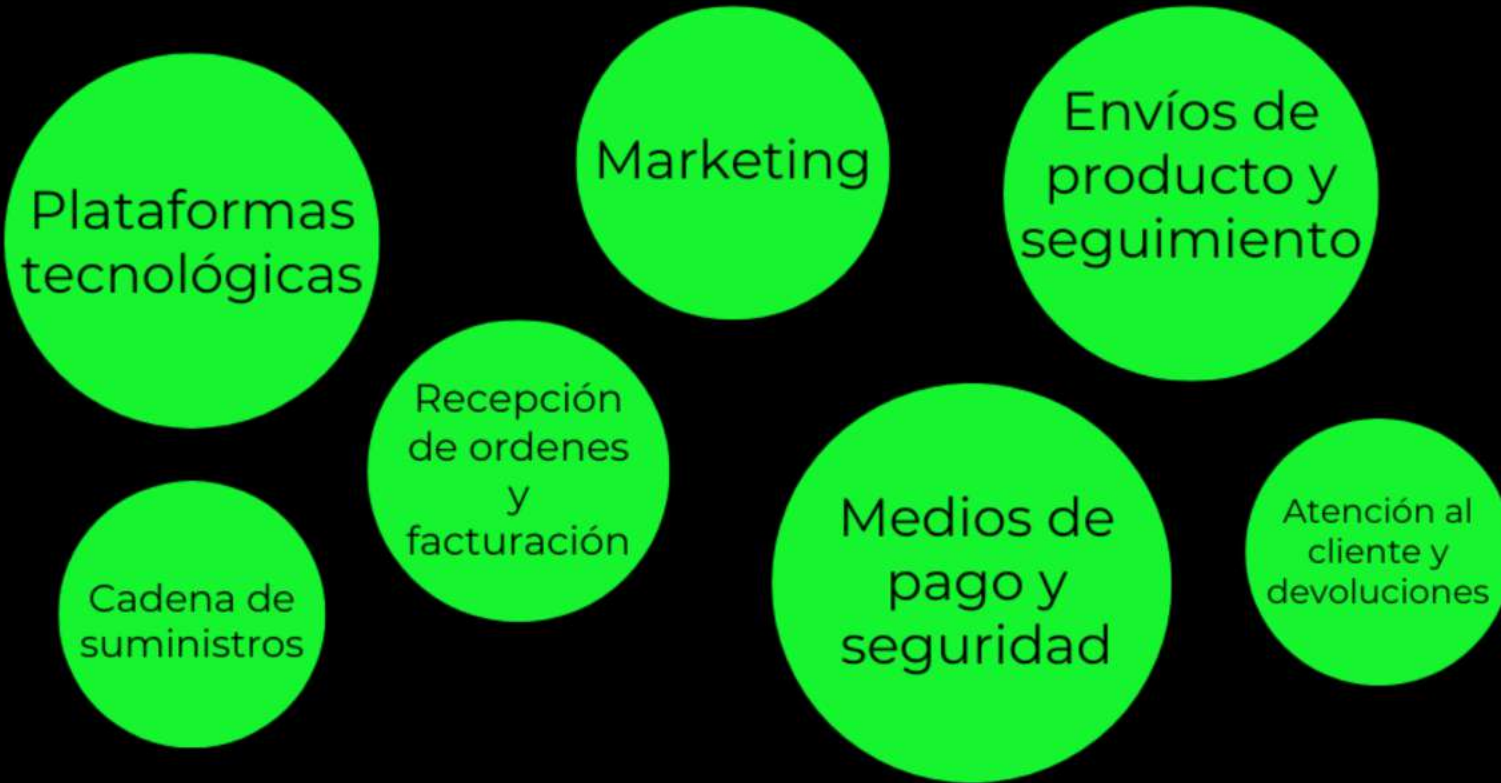 Plataformas
tecnológicas
Marketing
Envíos de
producto y
seguimiento
Recepción
de ordenes
y
facturación
Cadena de
suministros
Medios de
pago y
seguridad
Atención al
cliente y
devoluciones